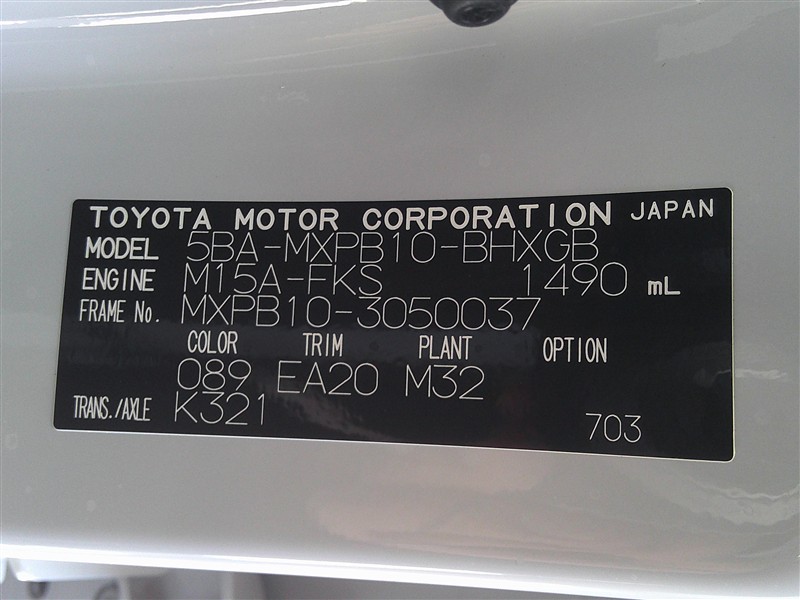 TOYOTA MOTOR CORPORATION JAPAN
MODEL 5BA-MXPB10-BHXGB
ENGINE M15A-FKS 1490 mL
FRAME No. MXPB10-3050037
COLOR TRIM PLANT OPTION
089 EA20 M32
TRANS./AXLE K321 703